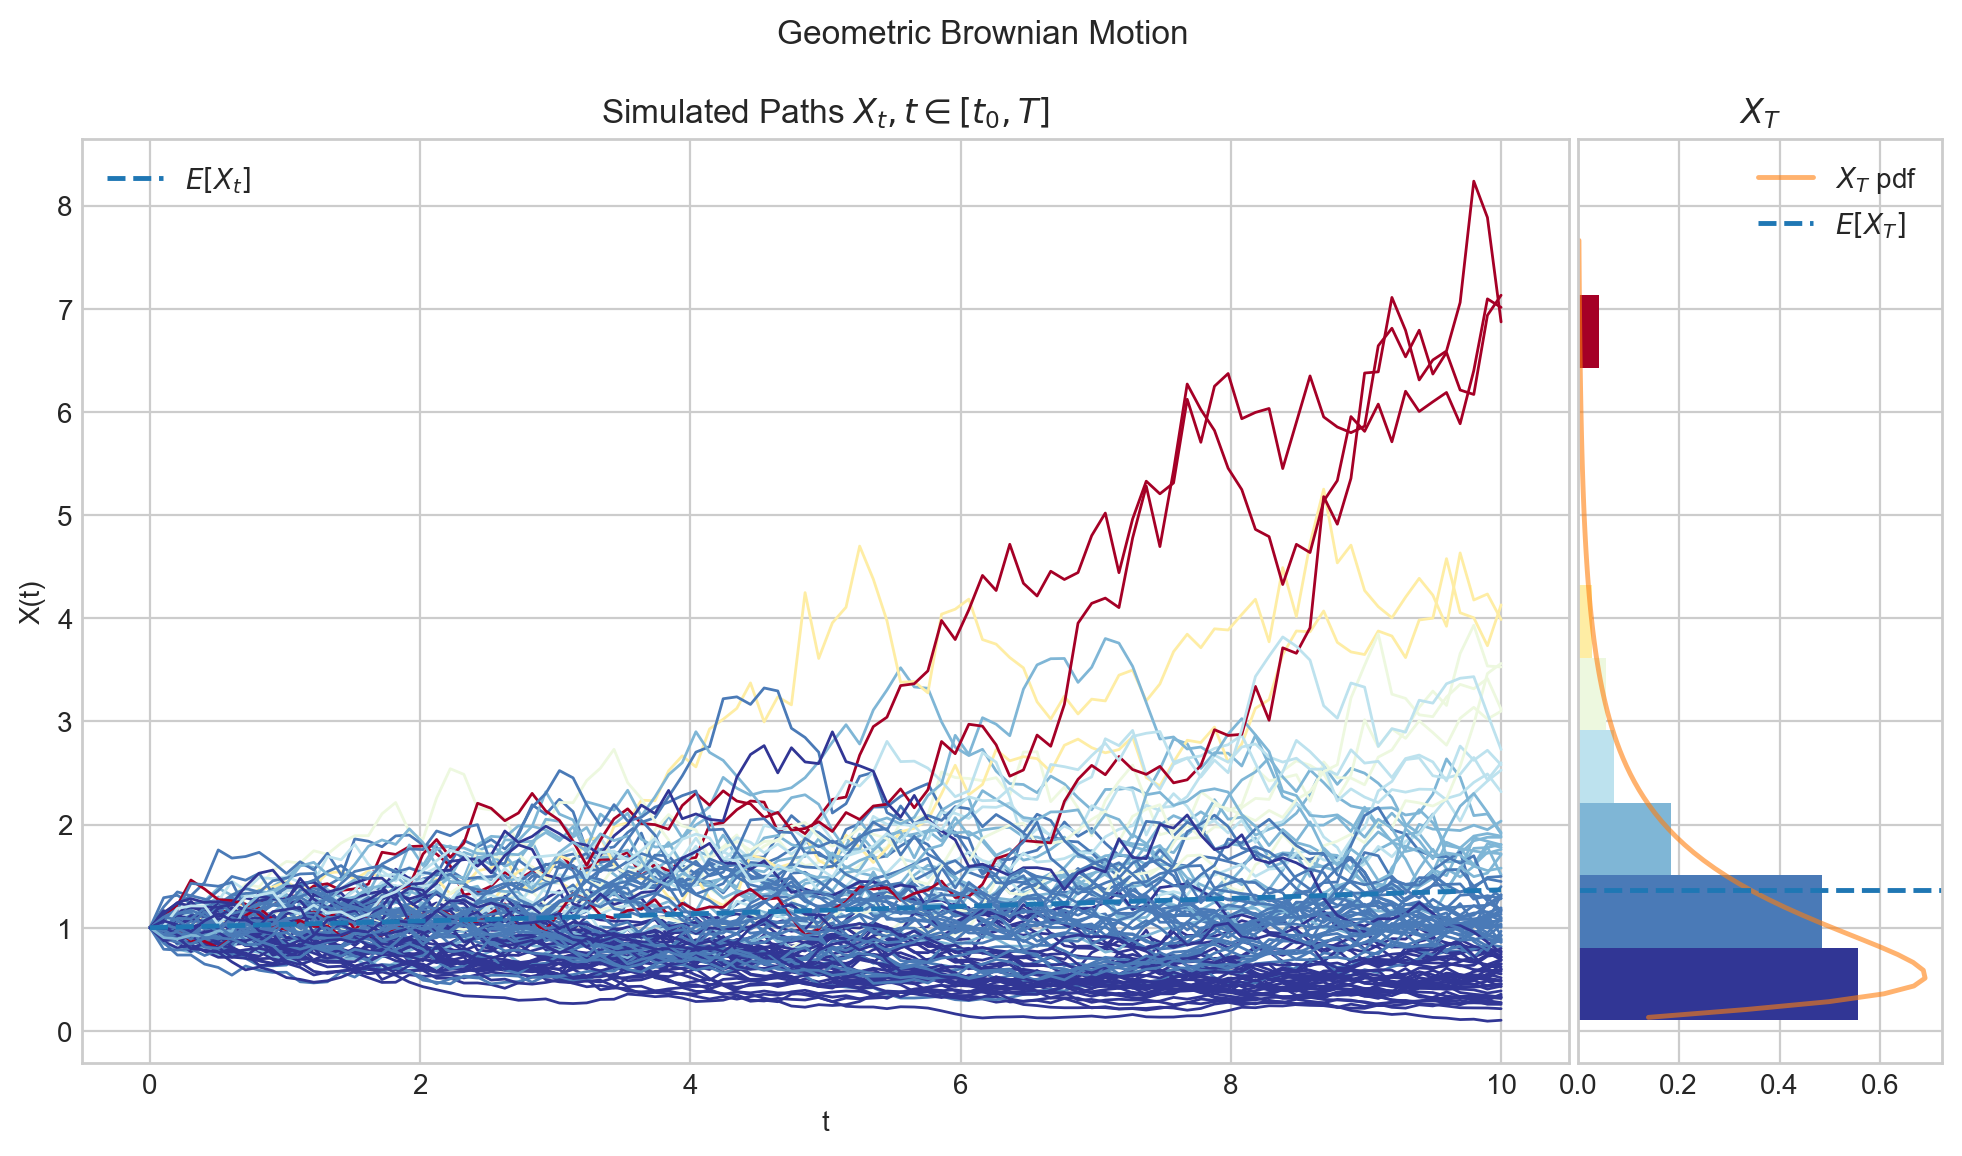 Geometric Brownian Motion
Simulated Paths $X_t, t \in [t_0, T]$
$E[X_t]$
X(t)
8
7
6
5
4
3
2
1
0
0 2 4 6 8 10
t
$X_T$
$X_T$ pdf
$E[X_T]$
0.0 0.2 0.4 0.6